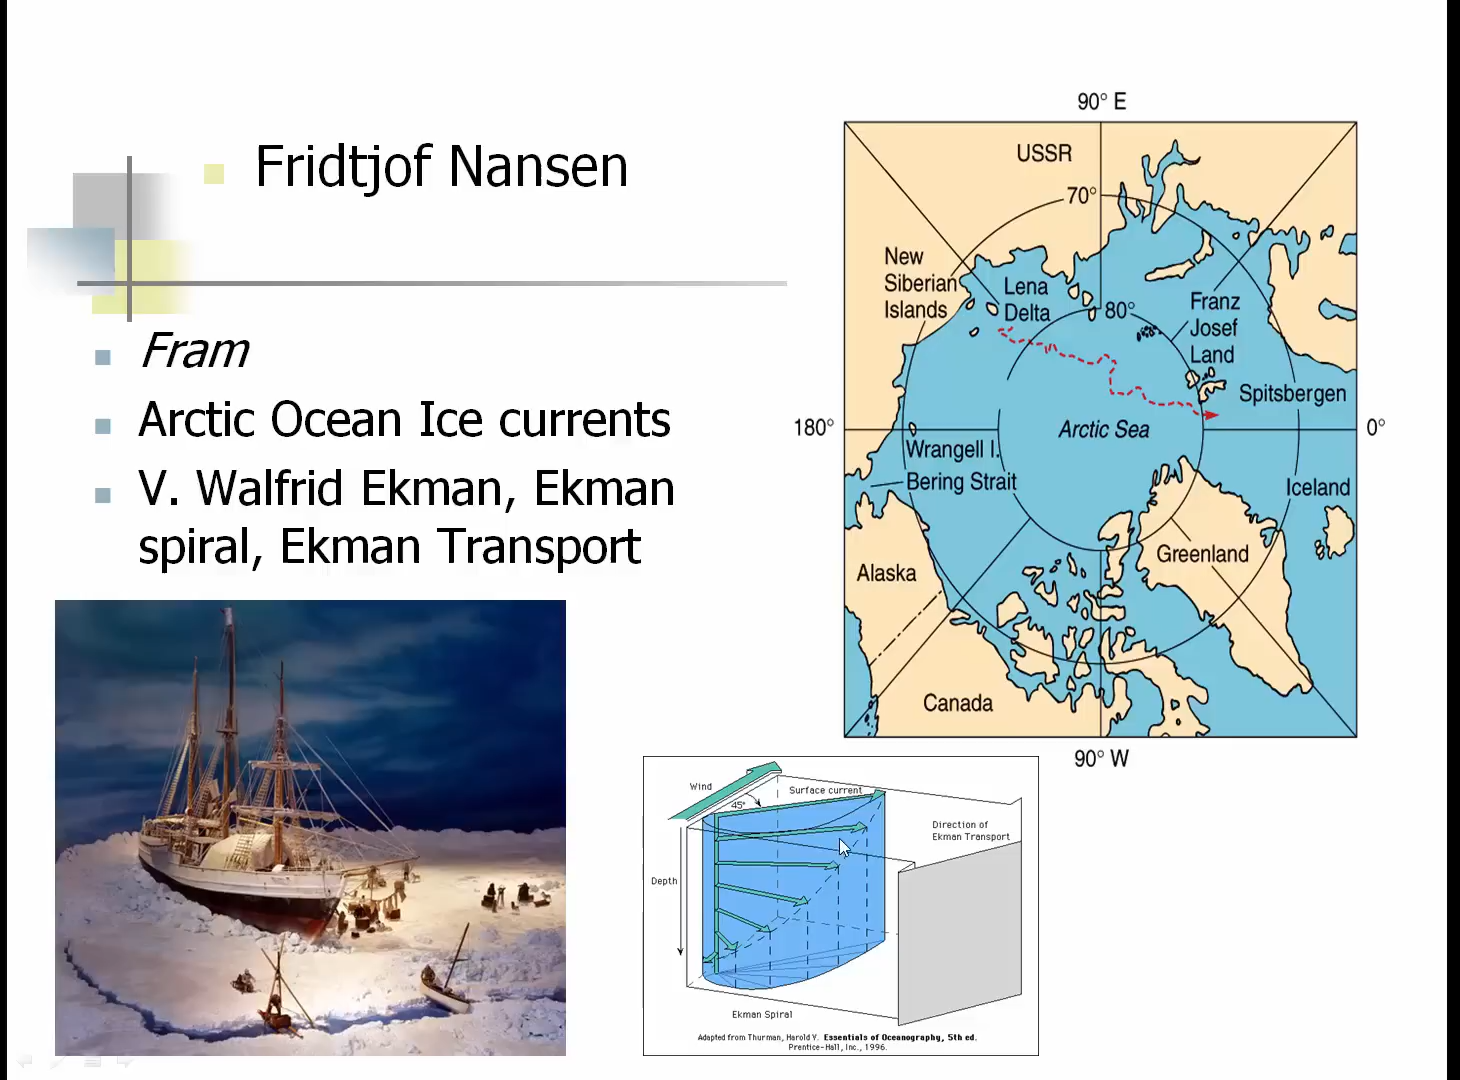 Fridtjof Nansen
Fram
Arctic Ocean Ice currents
V. Walfrid Ekman, Ekman
spiral, Ekman Transport
90° E
USSR
70°
New
Siberian
Islands
Lena
Delta
80°
Franz
Josef
Land
Spitsbergen
180°
Arctic Sea
0°
Wrangell I.
Bering Strait
Iceland
Alaska
Greenland
Canada
90° W
Wind
45°
Surface current
Direction of
Ekman Transport
Depth
Ekman Spiral
Adapted from Thurman, Harold V. Essentials of Oceanography, 5th ed.
Prentice-Hall, Inc., 1996.